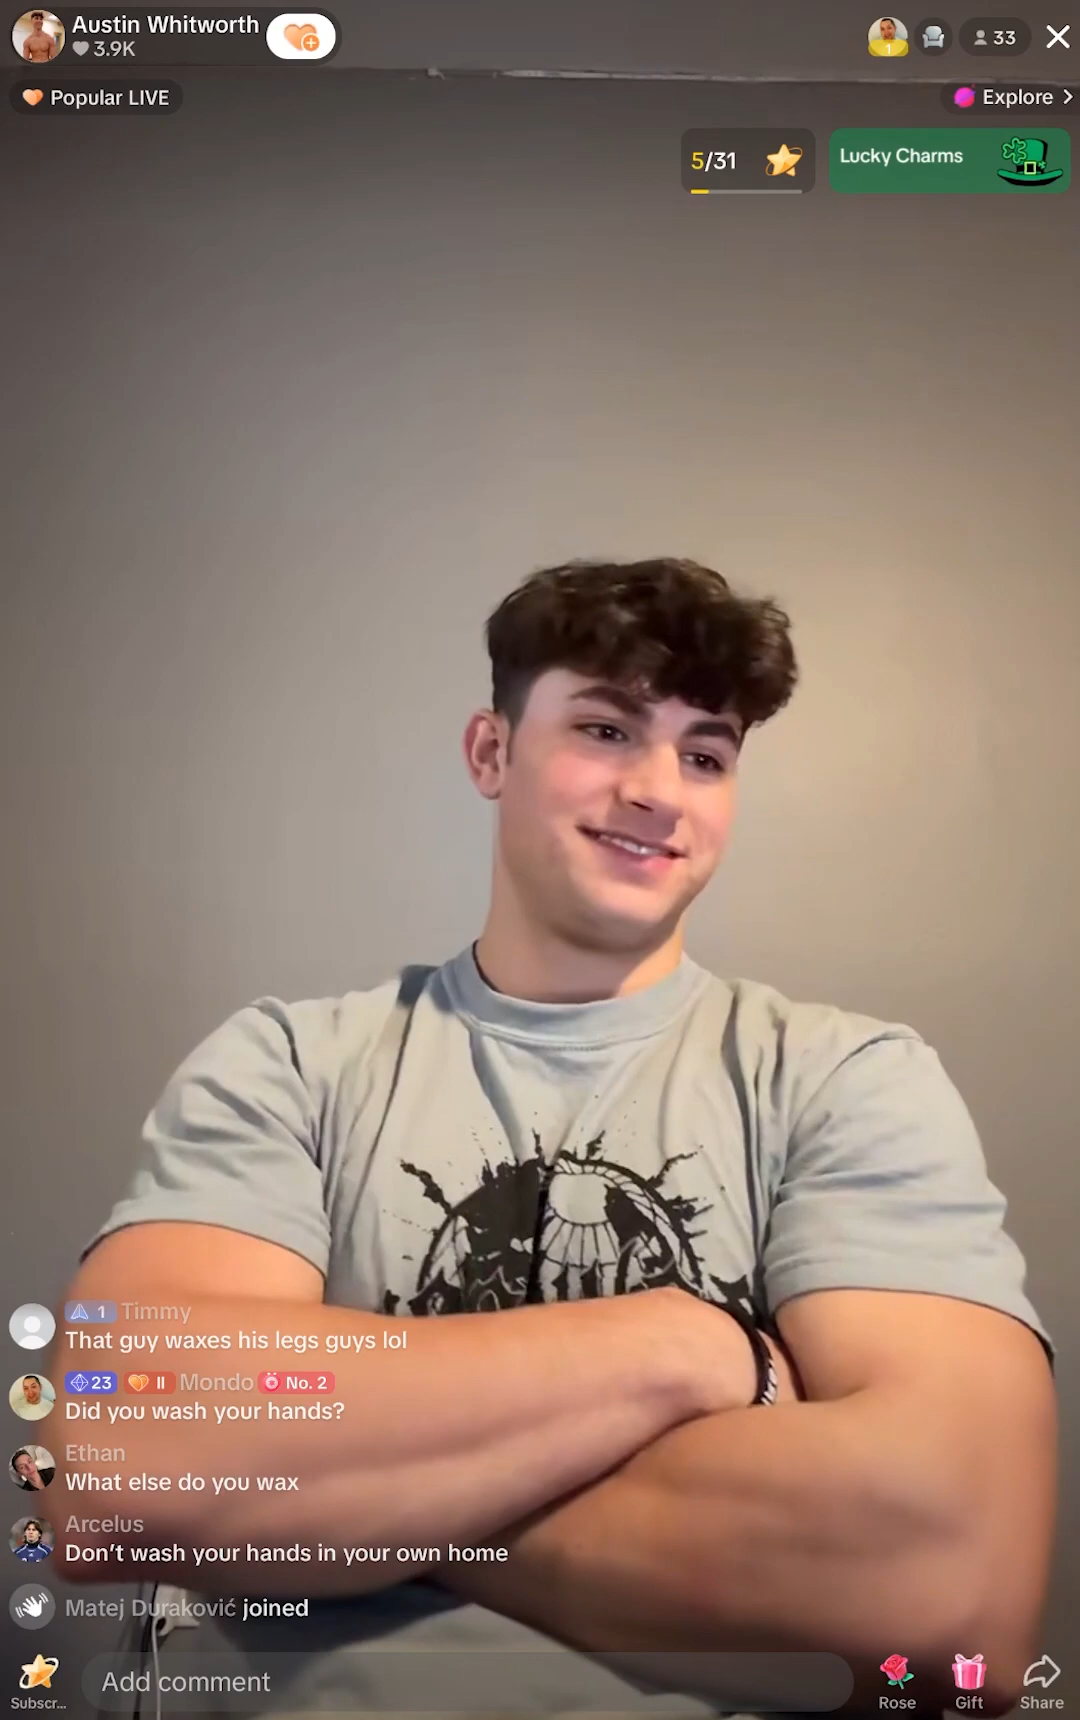 Austin Whitworth
3.9K
1
33
Popular LIVE
Explore >
5/31
Lucky Charms
1 Timmy
That guy waxes his legs guys lol
23 II Mondo No. 2
Did you wash your hands?
Ethan
What else do you wax
Arcelus
Don't wash your hands in your own home
Matej Duraković joined
Subscr...
Add comment
Rose
Gift
Share